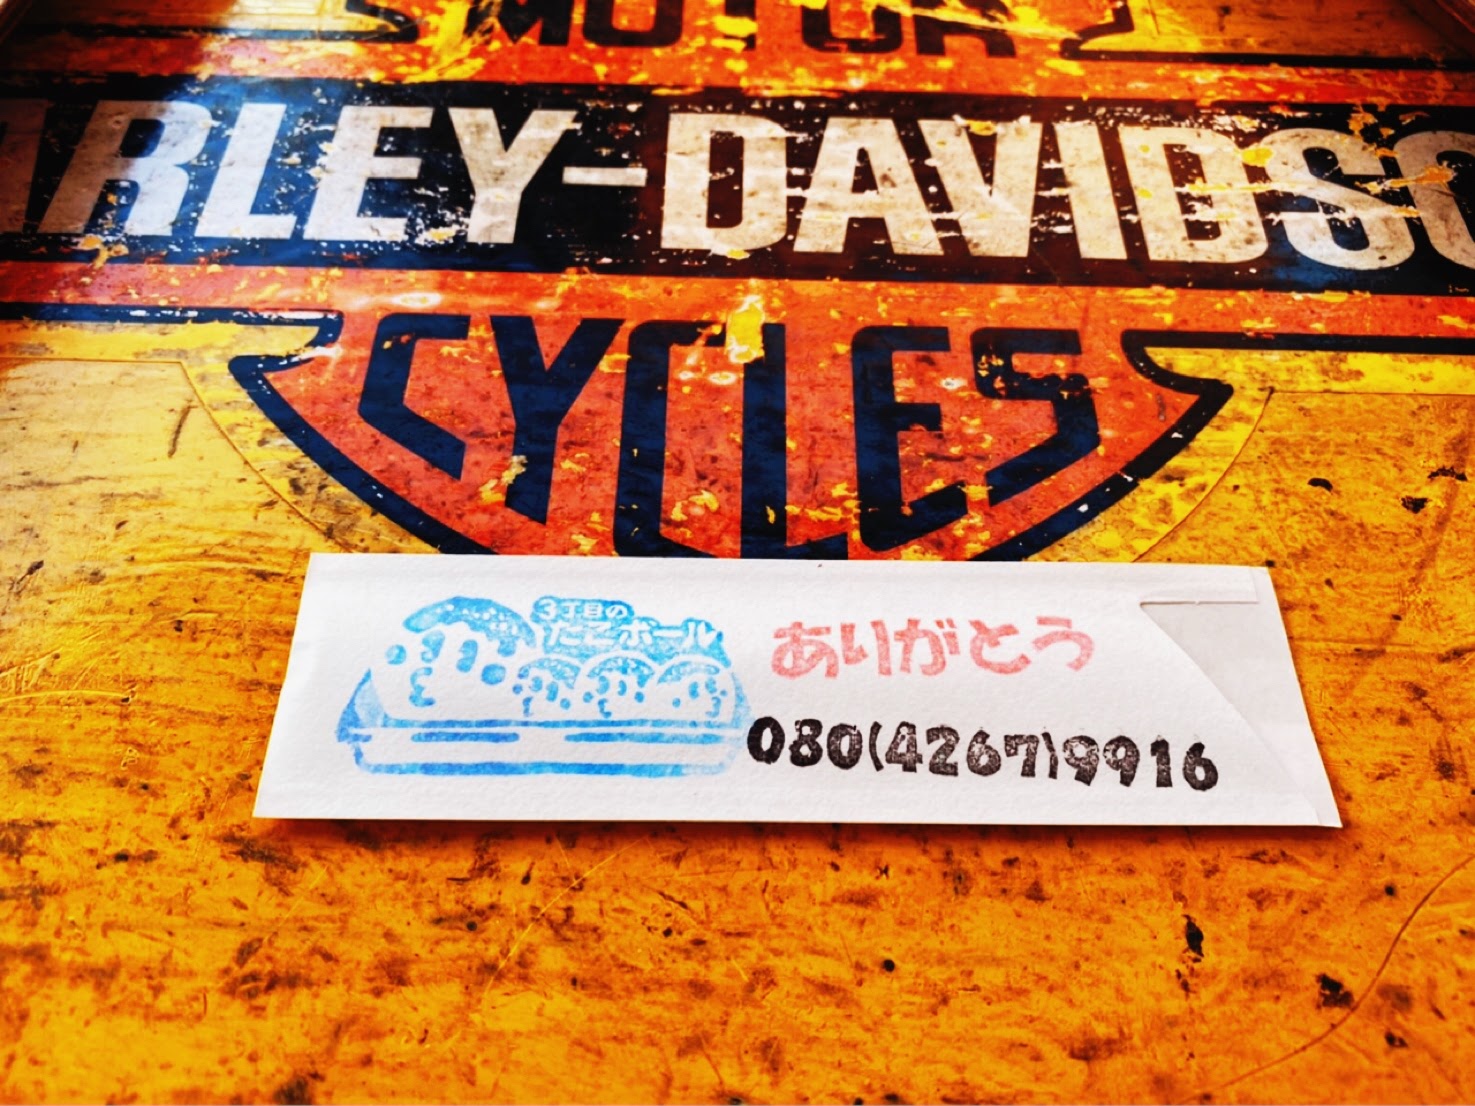 MOTOR
ARLEY-DAVIDSO
CYCLES
3丁目の
たこボール
ありがとう
080(4267)9916